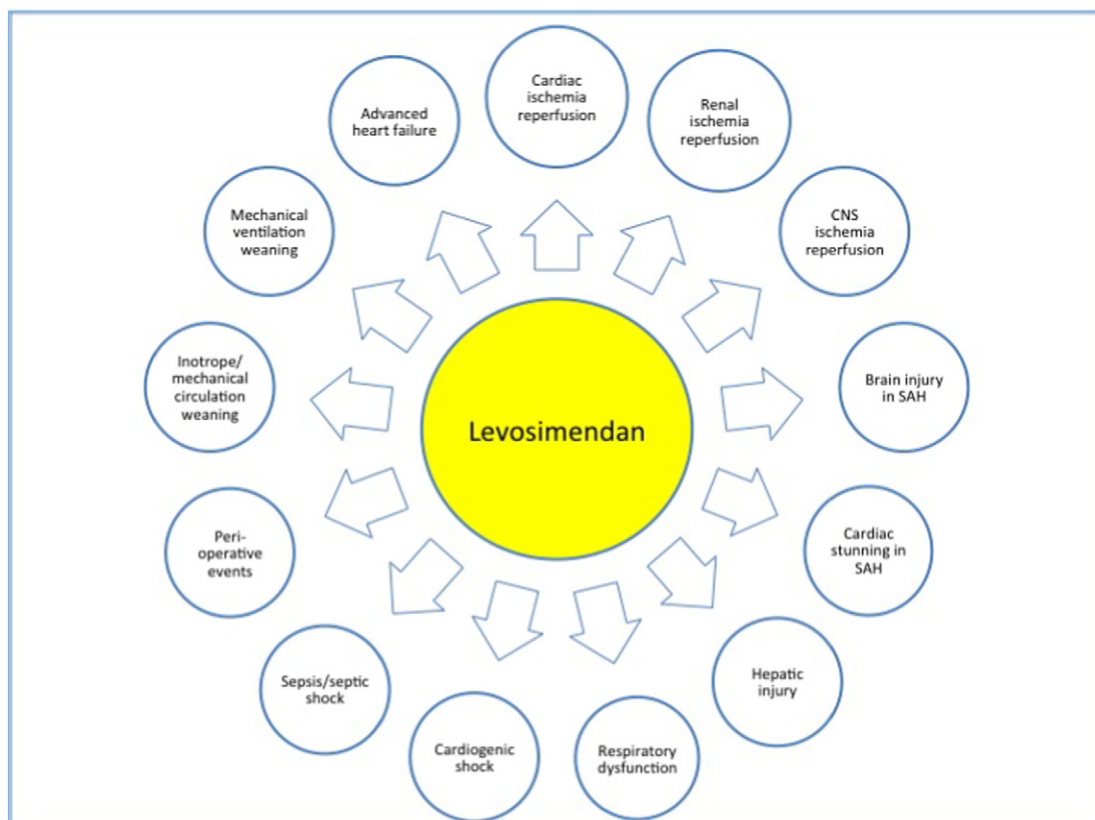 Cardiac
ischemia
reperfusion
Renal
ischemia
reperfusion
CNS
ischemia
reperfusion
Brain injury
in SAH
Cardiac
stunning in
SAH
Hepatic
injury
Respiratory
dysfunction
Cardiogenic
shock
Sepsis/septic
shock
Peri-
operative
events
Inotrope/
mechanical
circulation
weaning
Mechanical
ventilation
weaning
Advanced
heart failure
Levosimendan